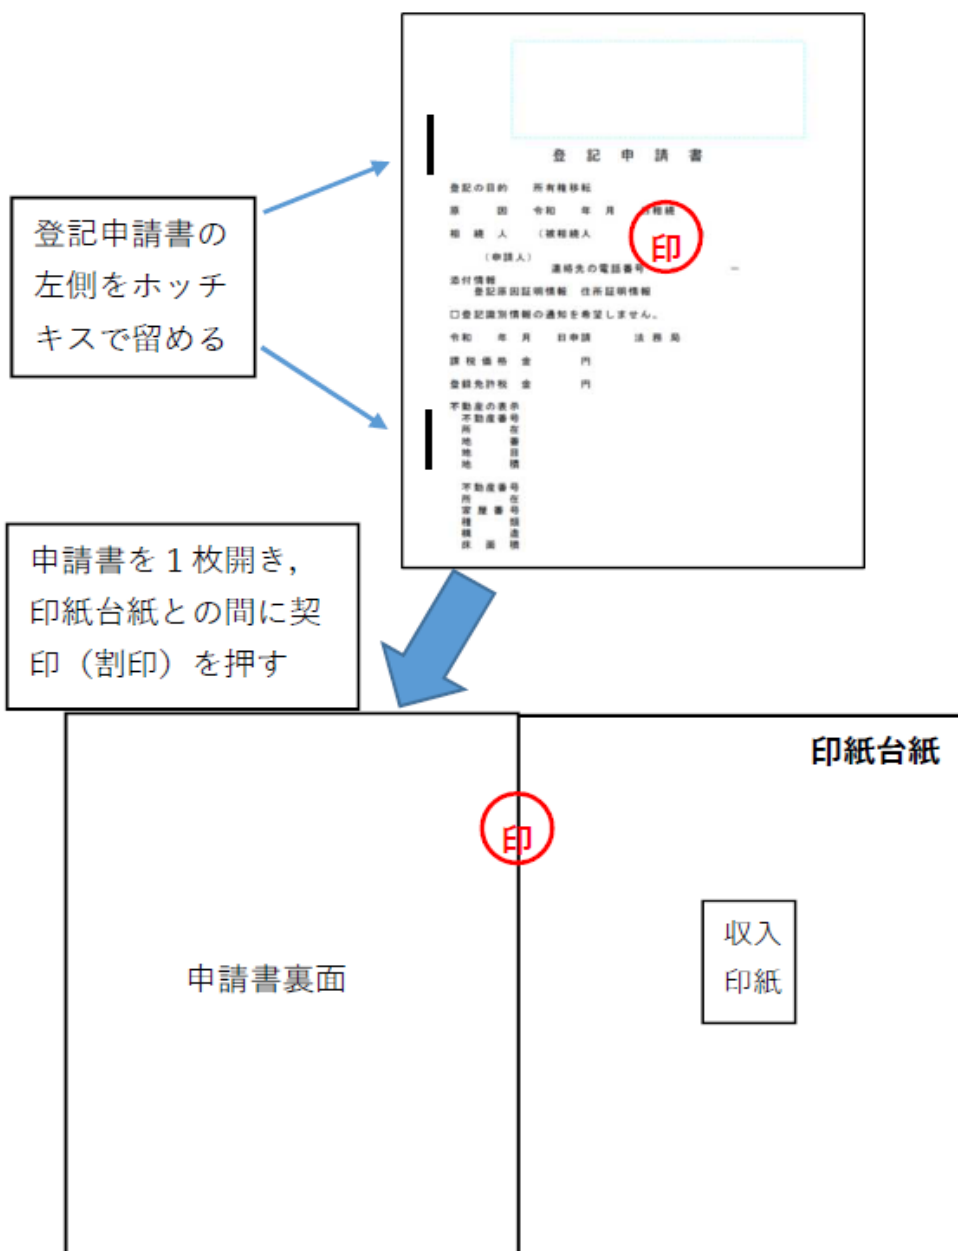 登記申請書
登記の目的　所有権移転
原　　因　令和　年　月　日相続
相続人　（被相続人
印
（申請人）
連絡先の電話番号　　　－
添付情報
登記原因証明情報　住所証明情報
□登記識別情報の通知を希望しません。
令和　年　月　日申請　　法務局
課税価格　金　　　円
登録免許税　金　　　円
不動産の表示
不動産番号
所　　在
地　　番
地　　目
地　　積
不動産番号
所　　在
家屋番号
種　　類
構　　造
床面積
登記申請書の
左側をホッチ
キスで留める
申請書を１枚開き，
印紙台紙との間に契
印（割印）を押す
印紙台紙
印
申請書裏面
収入
印紙